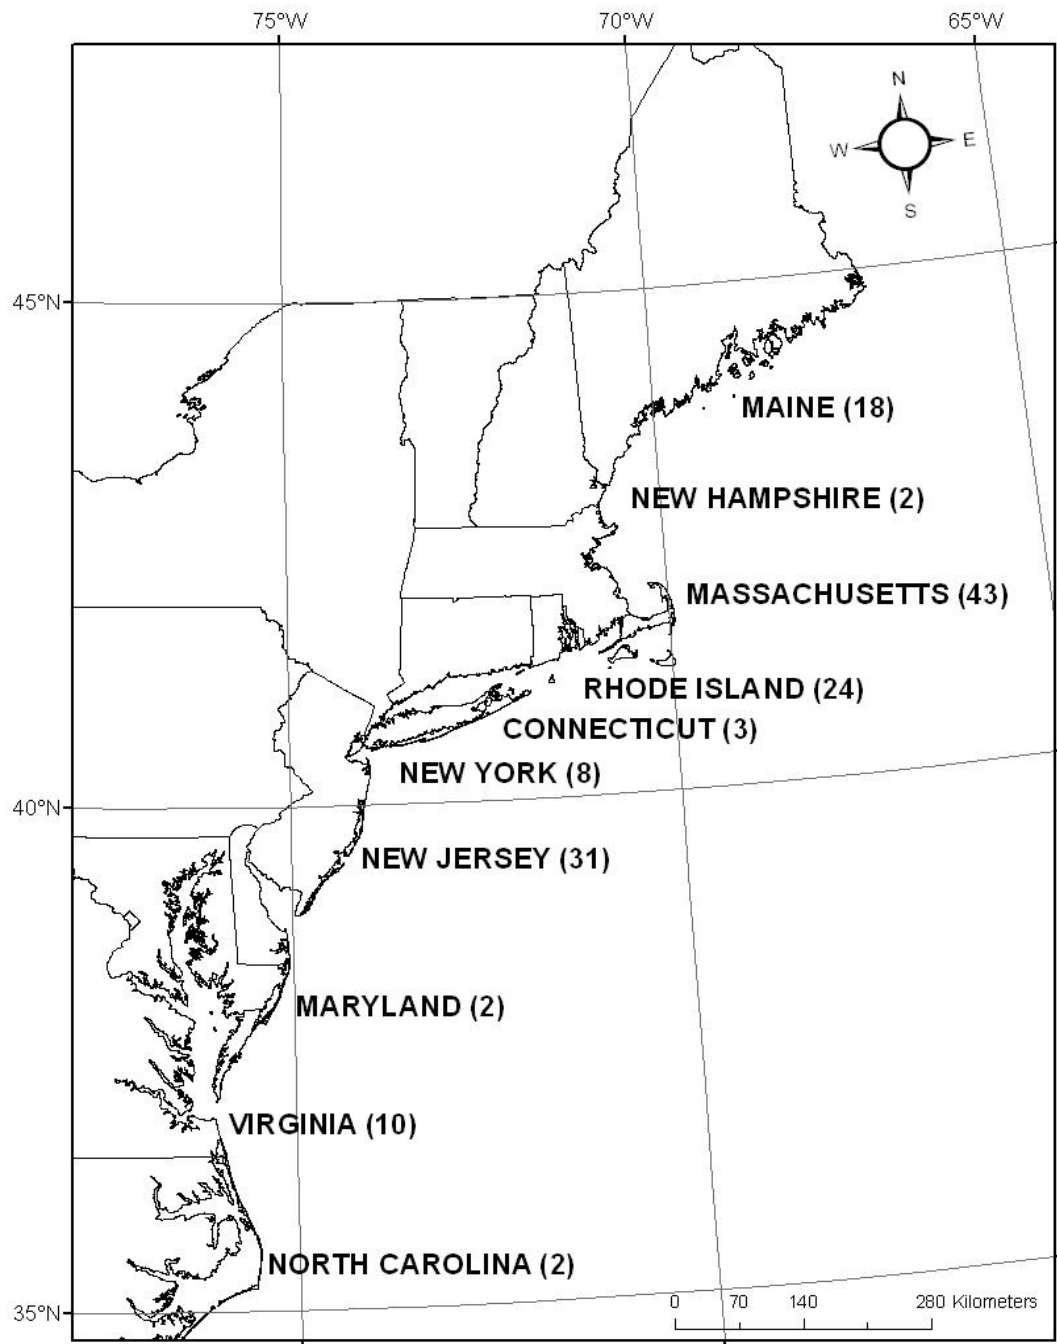 75°W 70°W 65°W
N
W E
S
45°N
MAINE (18)
NEW HAMPSHIRE (2)
MASSACHUSETTS (43)
RHODE ISLAND (24)
CONNECTICUT (3)
NEW YORK (8)
40°N
NEW JERSEY (31)
MARYLAND (2)
VIRGINIA (10)
NORTH CAROLINA (2)
35°N
0 70 140 280 Kilometers